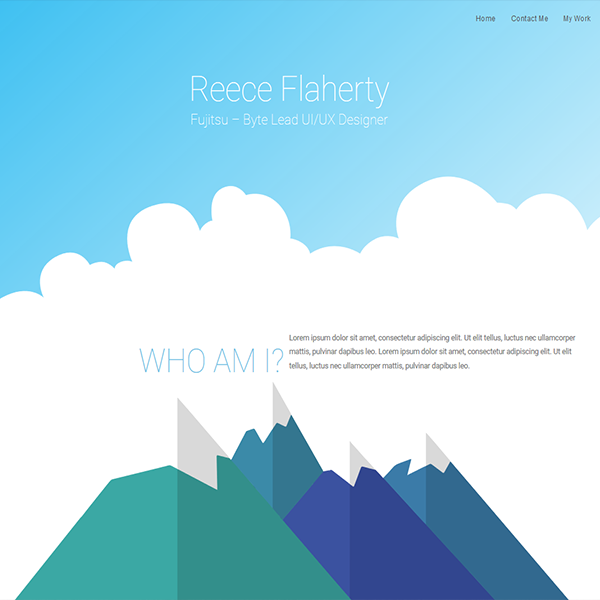 Home Contact Me My Work
Reece Flaherty
Fujitsu – Byte Lead UI/UX Designer
WHO AM I?
Lorem ipsum dolor sit amet, consectetur adipiscing elit. Ut elit tellus, luctus nec ullamcorper
mattis, pulvinar dapibus leo. Lorem ipsum dolor sit amet, consectetur adipiscing elit. Ut elit
tellus, luctus nec ullamcorper mattis, pulvinar dapibus leo.